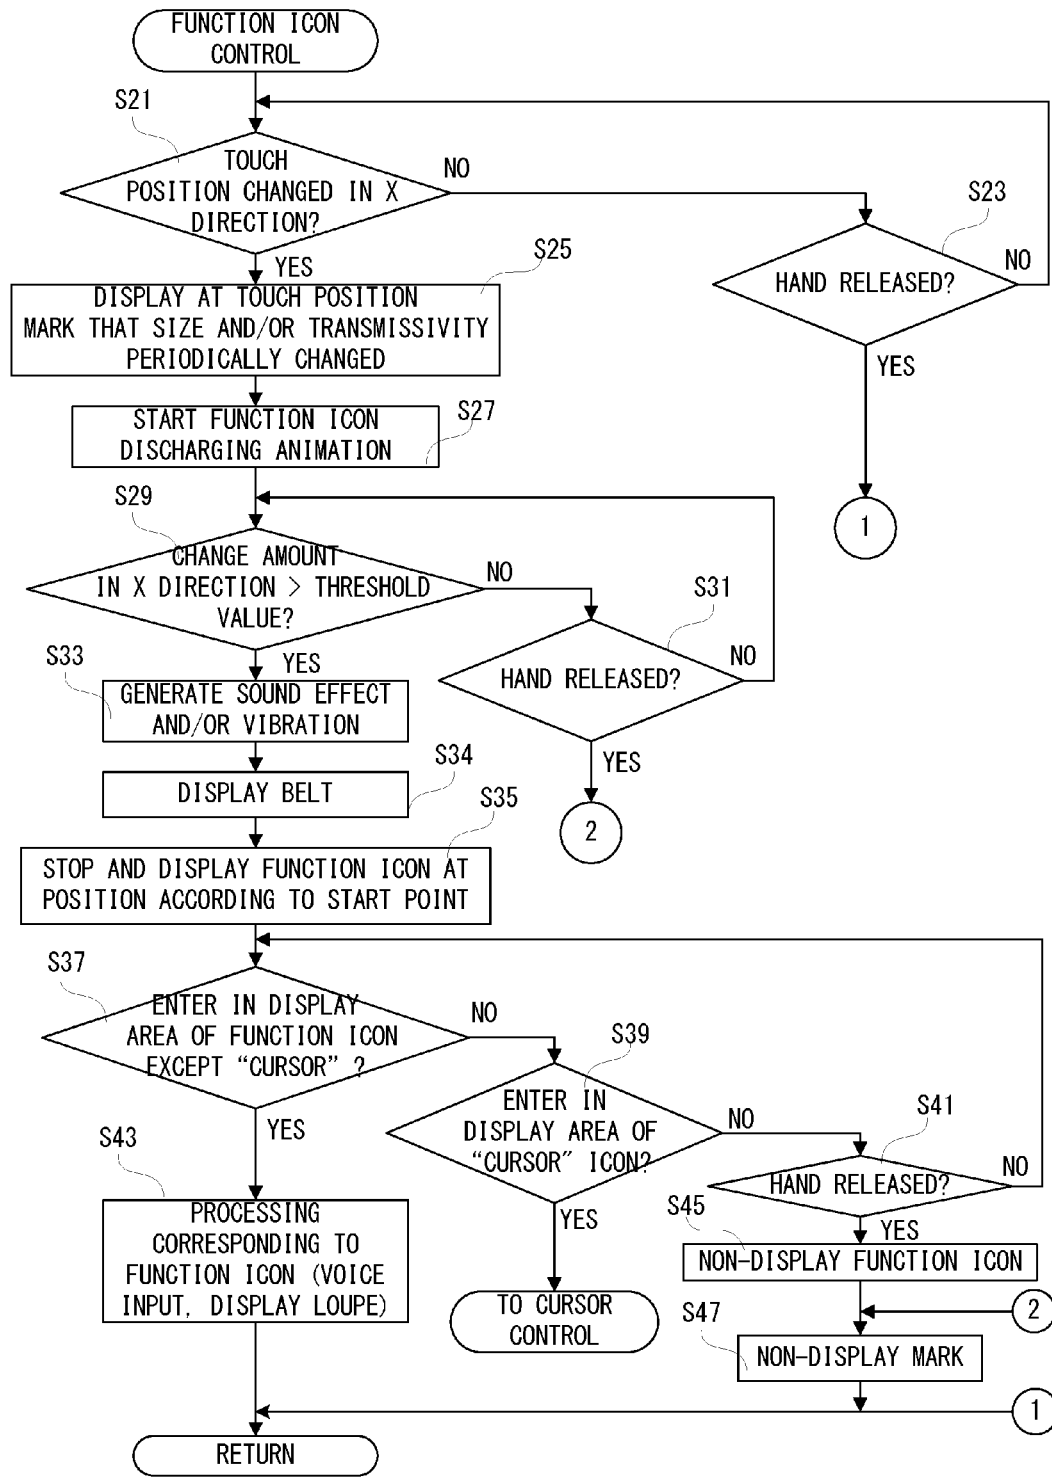 FUNCTION ICON
CONTROL
S21
TOUCH
POSITION CHANGED IN X
DIRECTION?
NO
YES
S23
HAND RELEASED?
NO
YES
1
S25
DISPLAY AT TOUCH POSITION
MARK THAT SIZE AND/OR TRANSMISSIVITY
PERIODICALLY CHANGED
S27
START FUNCTION ICON
DISCHARGING ANIMATION
S29
CHANGE AMOUNT
IN X DIRECTION > THRESHOLD
VALUE?
NO
YES
S31
HAND RELEASED?
NO
YES
2
S33
GENERATE SOUND EFFECT
AND/OR VIBRATION
S34
DISPLAY BELT
S35
STOP AND DISPLAY FUNCTION ICON AT
POSITION ACCORDING TO START POINT
S37
ENTER IN DISPLAY
AREA OF FUNCTION ICON
EXCEPT “CURSOR” ?
NO
YES
S39
ENTER IN
DISPLAY AREA OF
“CURSOR” ICON?
NO
YES
S41
HAND RELEASED?
NO
YES
S43
PROCESSING
CORRESPONDING TO
FUNCTION ICON (VOICE
INPUT, DISPLAY LOUPE)
TO CURSOR
CONTROL
S45
NON-DISPLAY FUNCTION ICON
2
S47
NON-DISPLAY MARK
1
RETURN